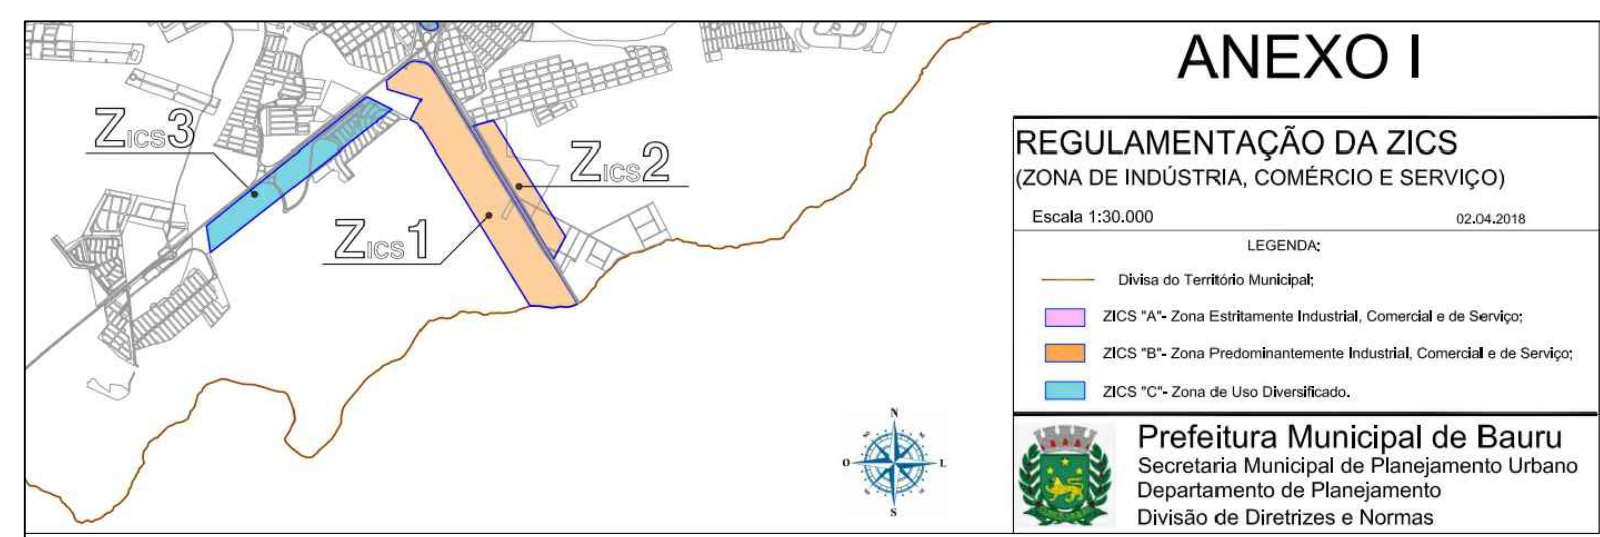 ANEXO I
REGULAMENTAÇÃO DA ZICS
(ZONA DE INDÚSTRIA, COMÉRCIO E SERVIÇO)
Escala 1:30.000 02.04.2018
LEGENDA;
Divisa do Território Municipal;
ZICS "A"- Zona Estritamente Industrial, Comercial e de Serviço;
ZICS "B"- Zona Predominantemente Industrial, Comercial e de Serviço;
ZICS "C"- Zona de Uso Diversificado.
Prefeitura Municipal de Bauru
Secretaria Municipal de Planejamento Urbano
Departamento de Planejamento
Divisão de Diretrizes e Normas
ZICS3
ZICS2
ZICS1
N
O L
S